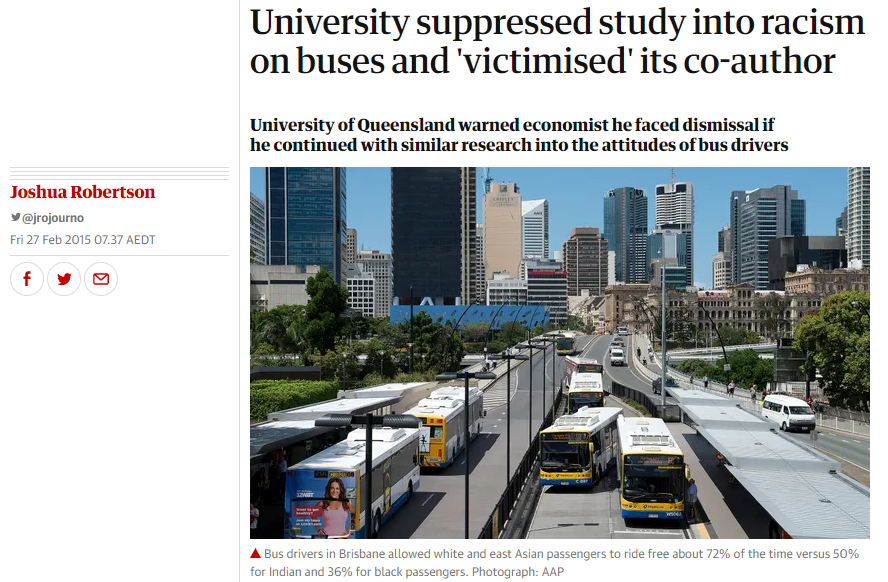 University suppressed study into racism
on buses and 'victimised' its co-author
University of Queensland warned economist he faced dismissal if
he continued with similar research into the attitudes of bus drivers
Joshua Robertson
@jrojourno
Fri 27 Feb 2015 07.37 AEDT
Bus drivers in Brisbane allowed white and east Asian passengers to ride free about 72% of the time versus 50%
for Indian and 36% for black passengers. Photograph: AAP